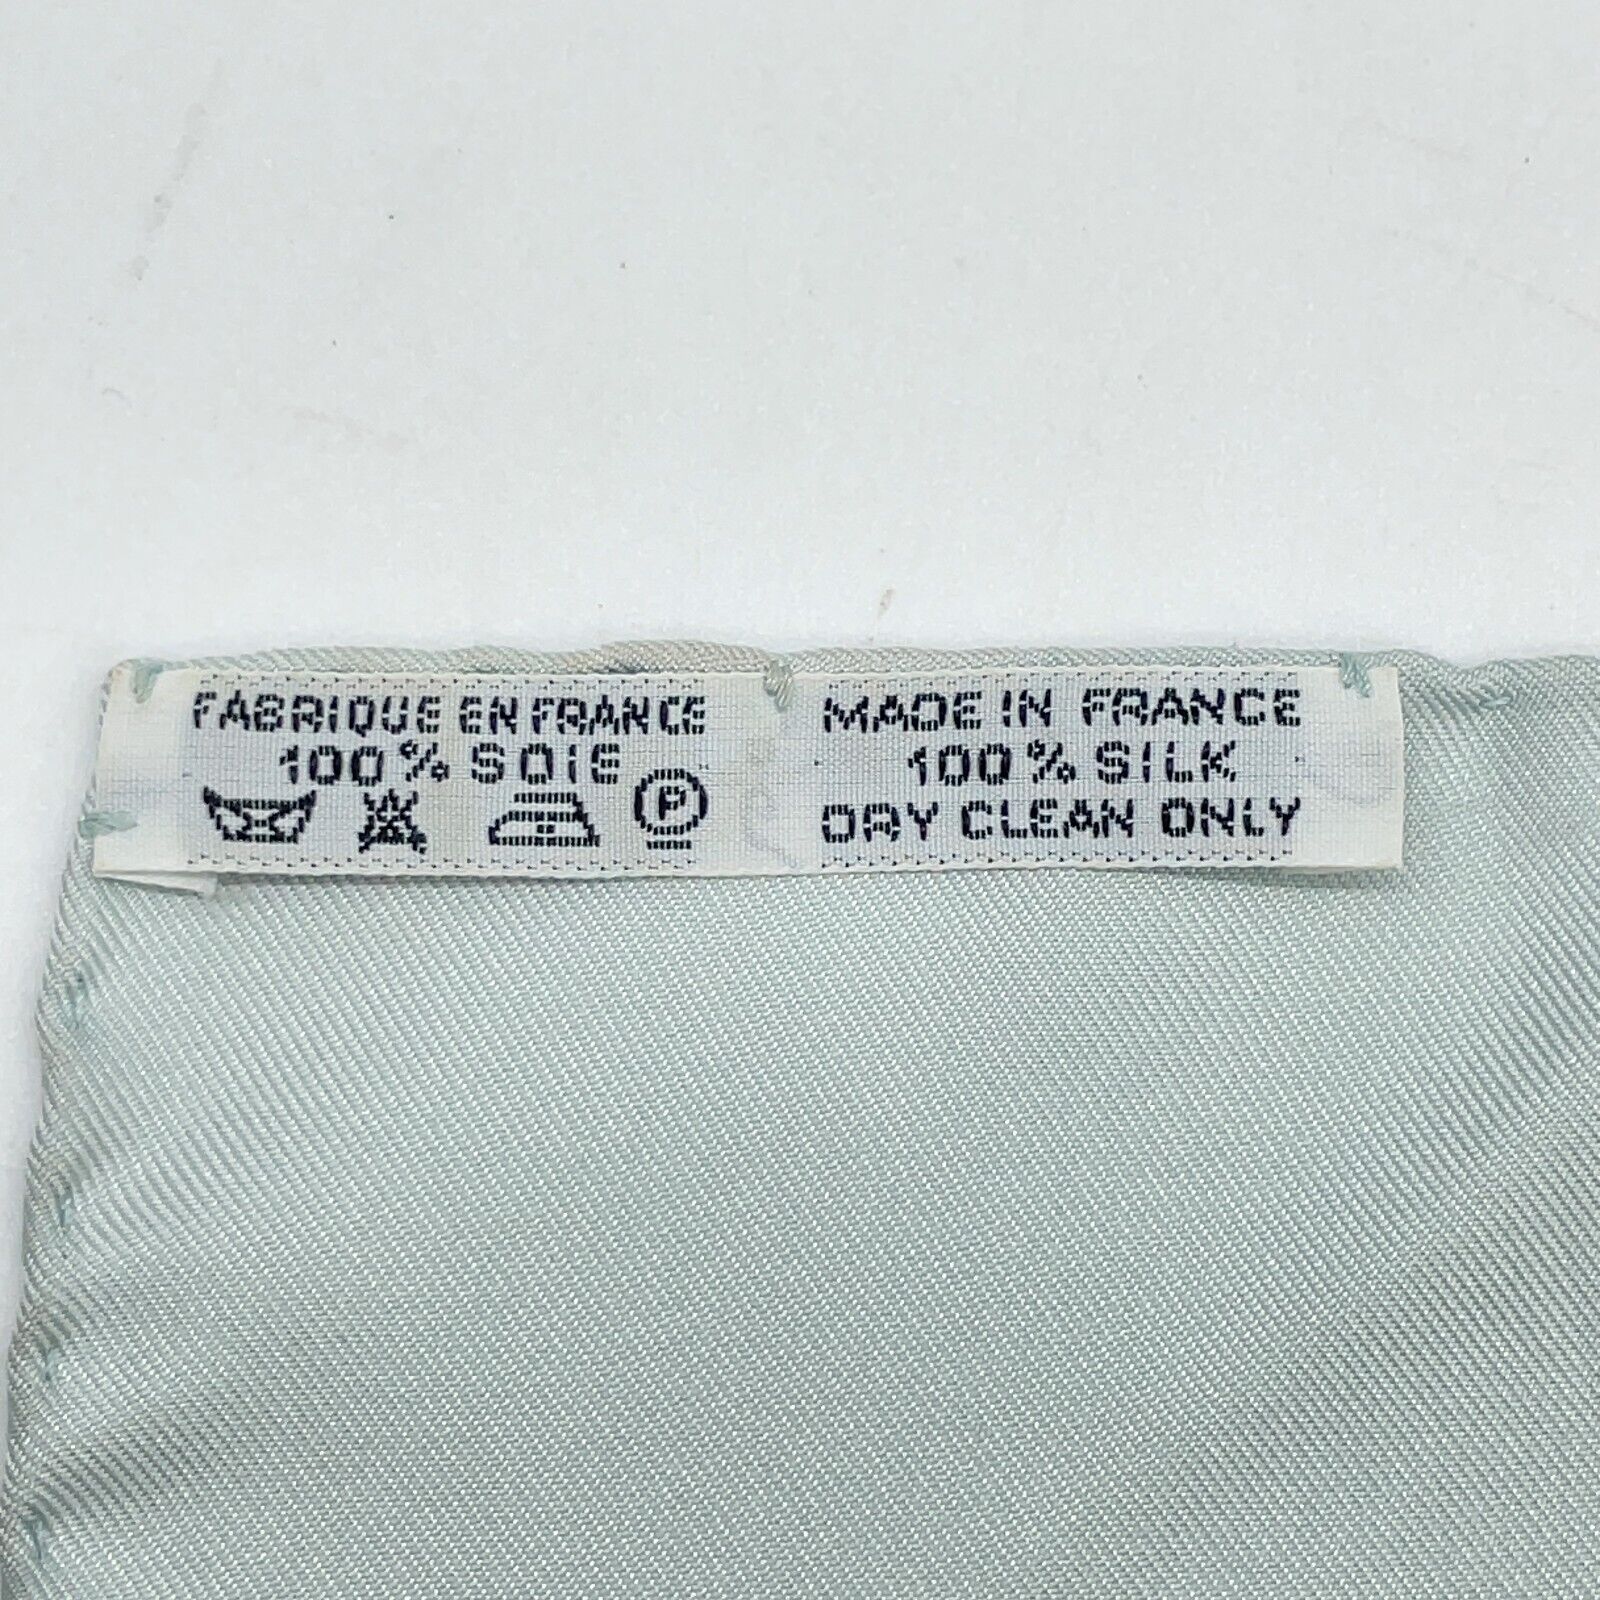 FABRIQUE EN FRANCE
100% SOIE
P
MADE IN FRANCE
100% SILK
DRY CLEAN ONLY